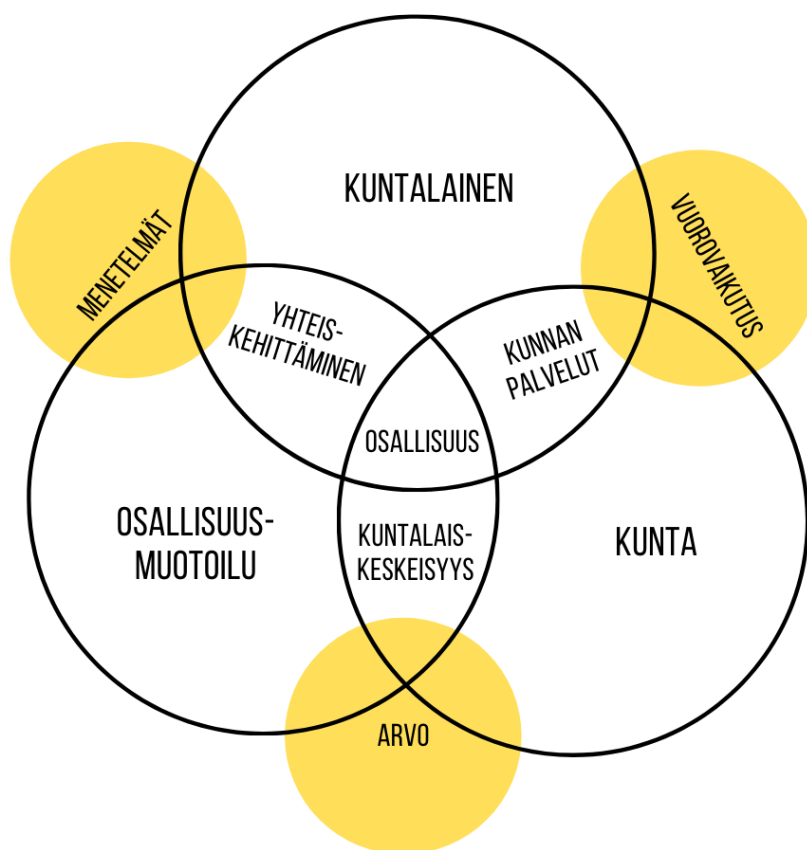 KUNTALAINEN
MENETELMÄT
VUOROVAIKUTUS
YHTEIS-
KEHITTÄMINEN
KUNNAN
PALVELUT
OSALLISUUS
OSALLISUUS-
MUOTOILU
KUNTALAIS-
KESKEISYYS
KUNTA
ARVO